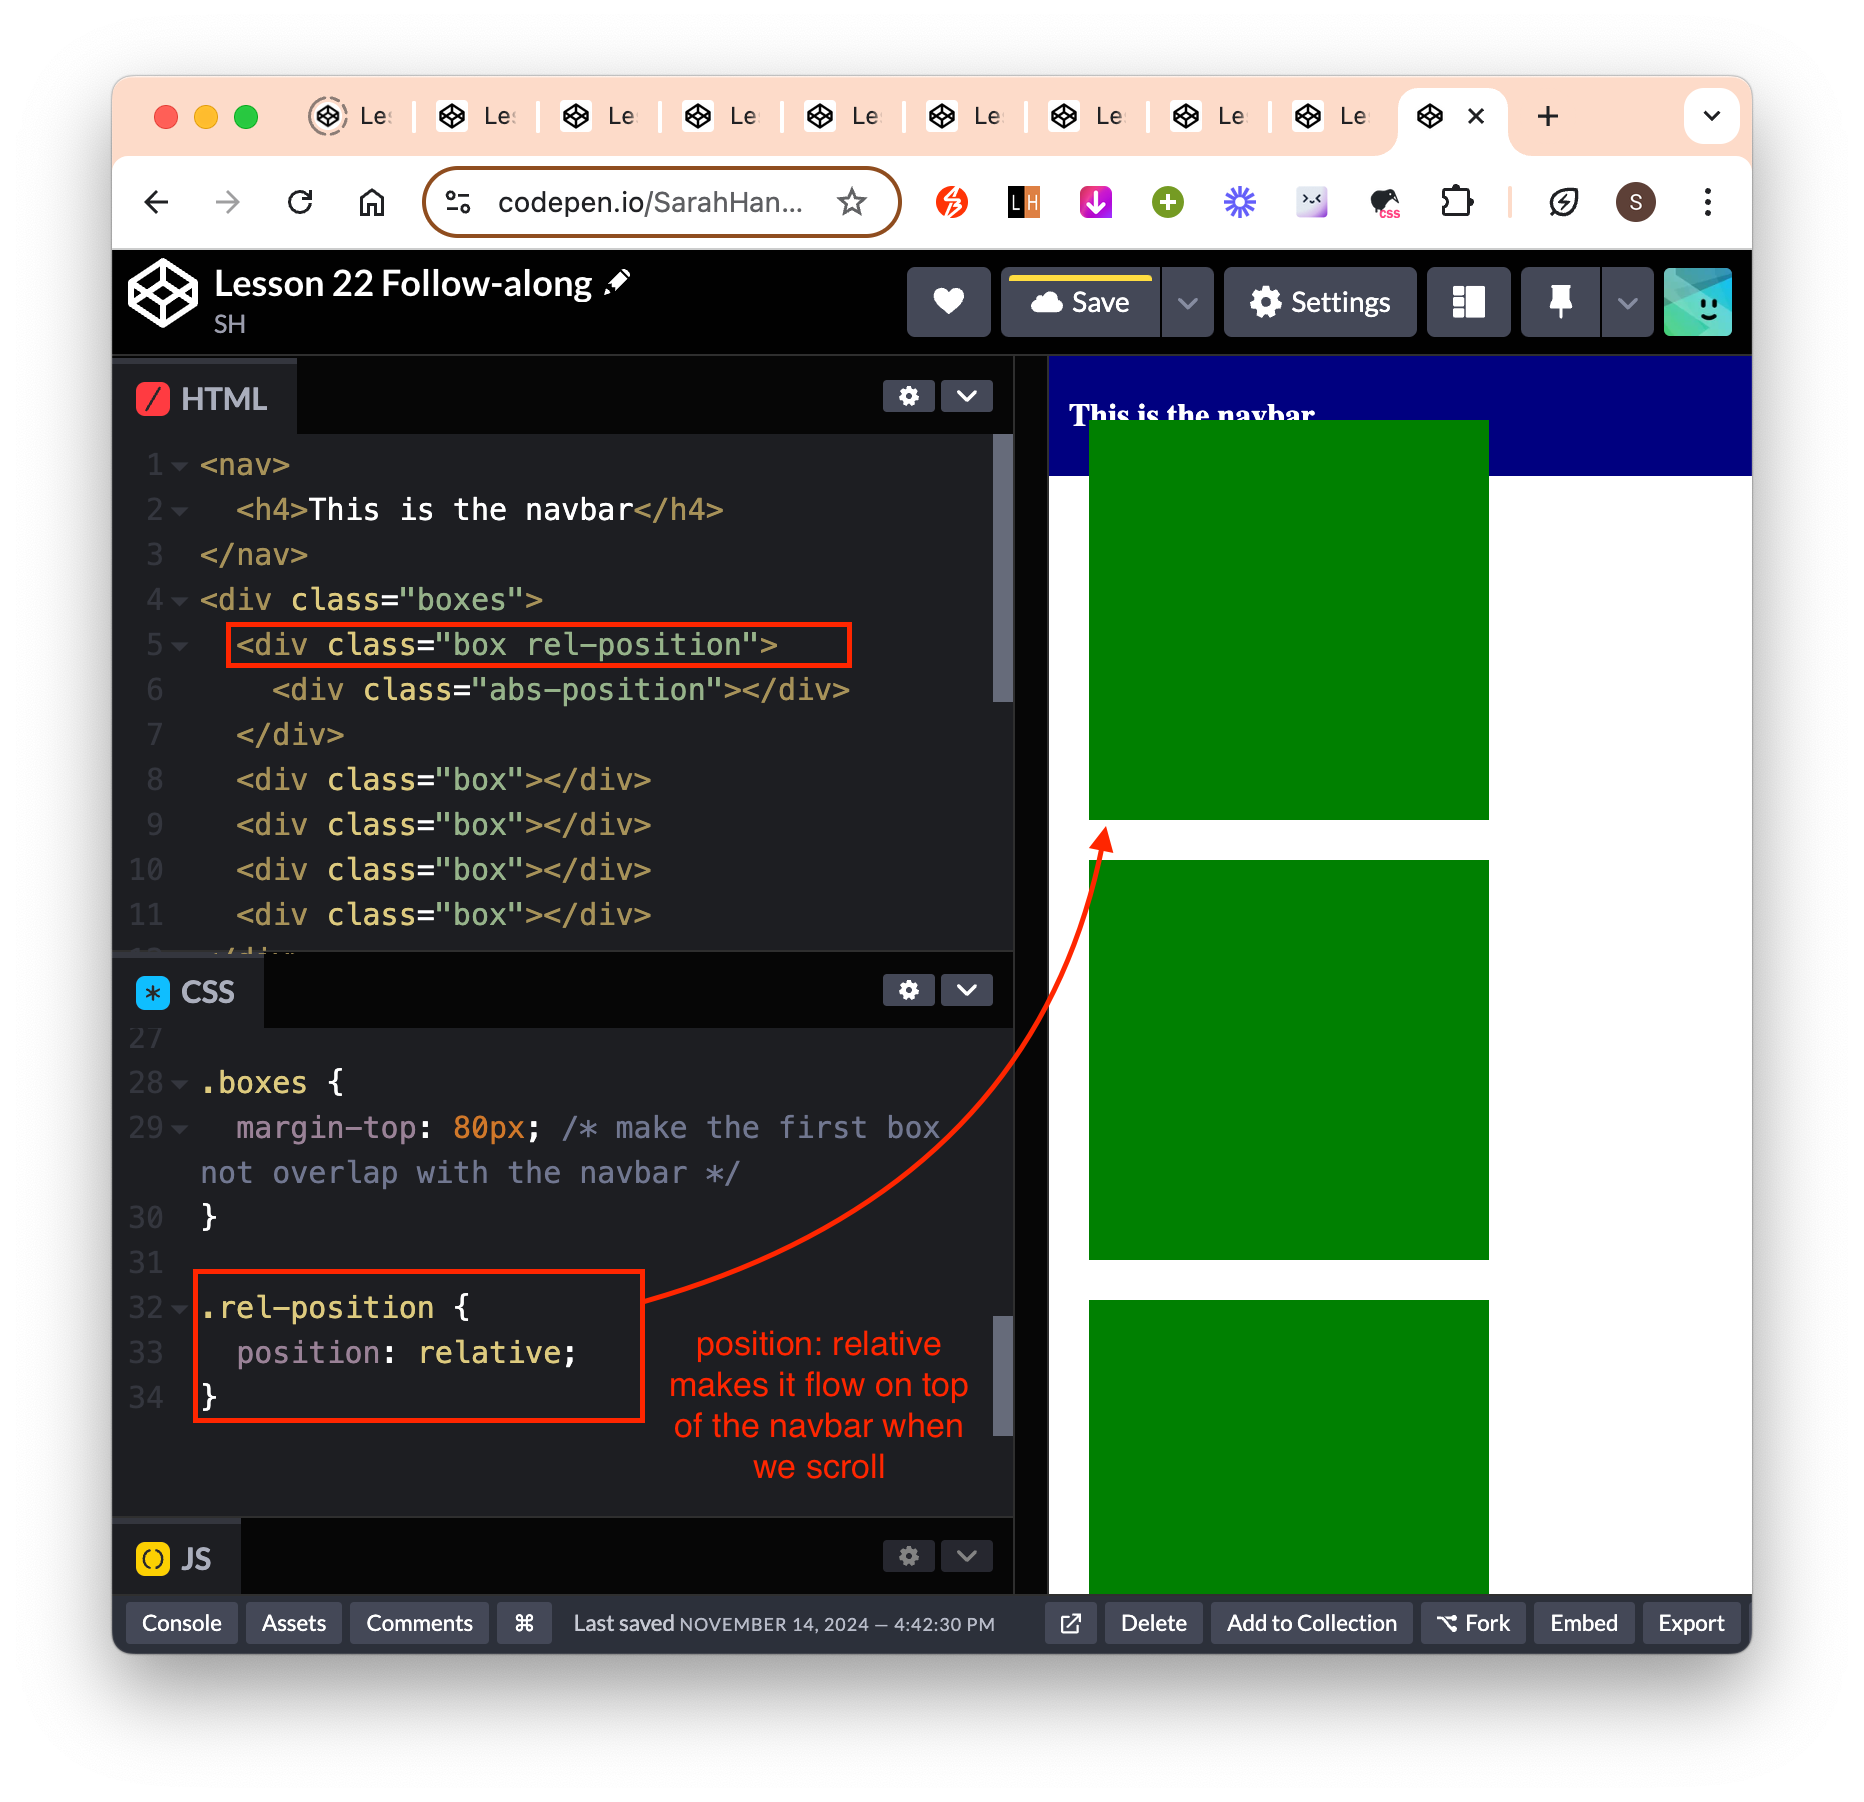 Le
Le
Le
Le
Le
Le
Le
Le
Le
codepen.io/SarahHan...
LH
css
S
Lesson 22 Follow-along
SH
Save
Settings
HTML
1 <nav>
2 <h4>This is the navbar</h4>
3 </nav>
4 <div class="boxes">
5 <div class="box rel-position">
6 <div class="abs-position"></div>
7 </div>
8 <div class="box"></div>
9 <div class="box"></div>
10 <div class="box"></div>
11 <div class="box"></div>
CSS
27
28 .boxes {
29 margin-top: 80px; /* make the first box
not overlap with the navbar */
30 }
31
32 .rel-position {
33 position: relative;
34 }
position: relative
makes it flow on top
of the navbar when
we scroll
JS
This is the navbar
Console
Assets
Comments
⌘
Last saved NOVEMBER 14, 2024 — 4:42:30 PM
Delete
Add to Collection
Fork
Embed
Export